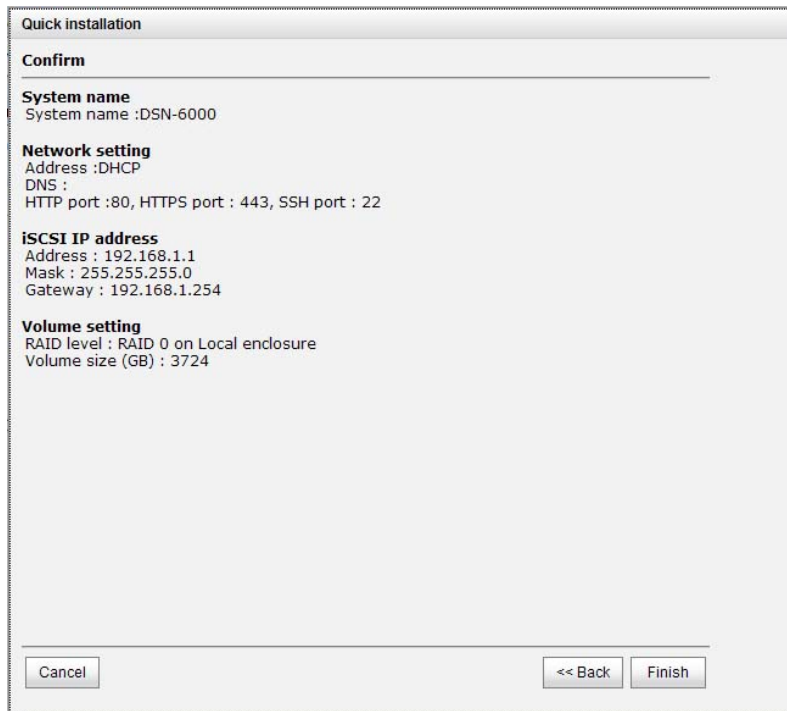 Quick installation
Confirm
System name
System name :DSN-6000
Network setting
Address :DHCP
DNS :
HTTP port :80, HTTPS port : 443, SSH port : 22
iSCSI IP address
Address : 192.168.1.1
Mask : 255.255.255.0
Gateway : 192.168.1.254
Volume setting
RAID level : RAID 0 on Local enclosure
Volume size (GB) : 3724
Cancel
<< Back
Finish